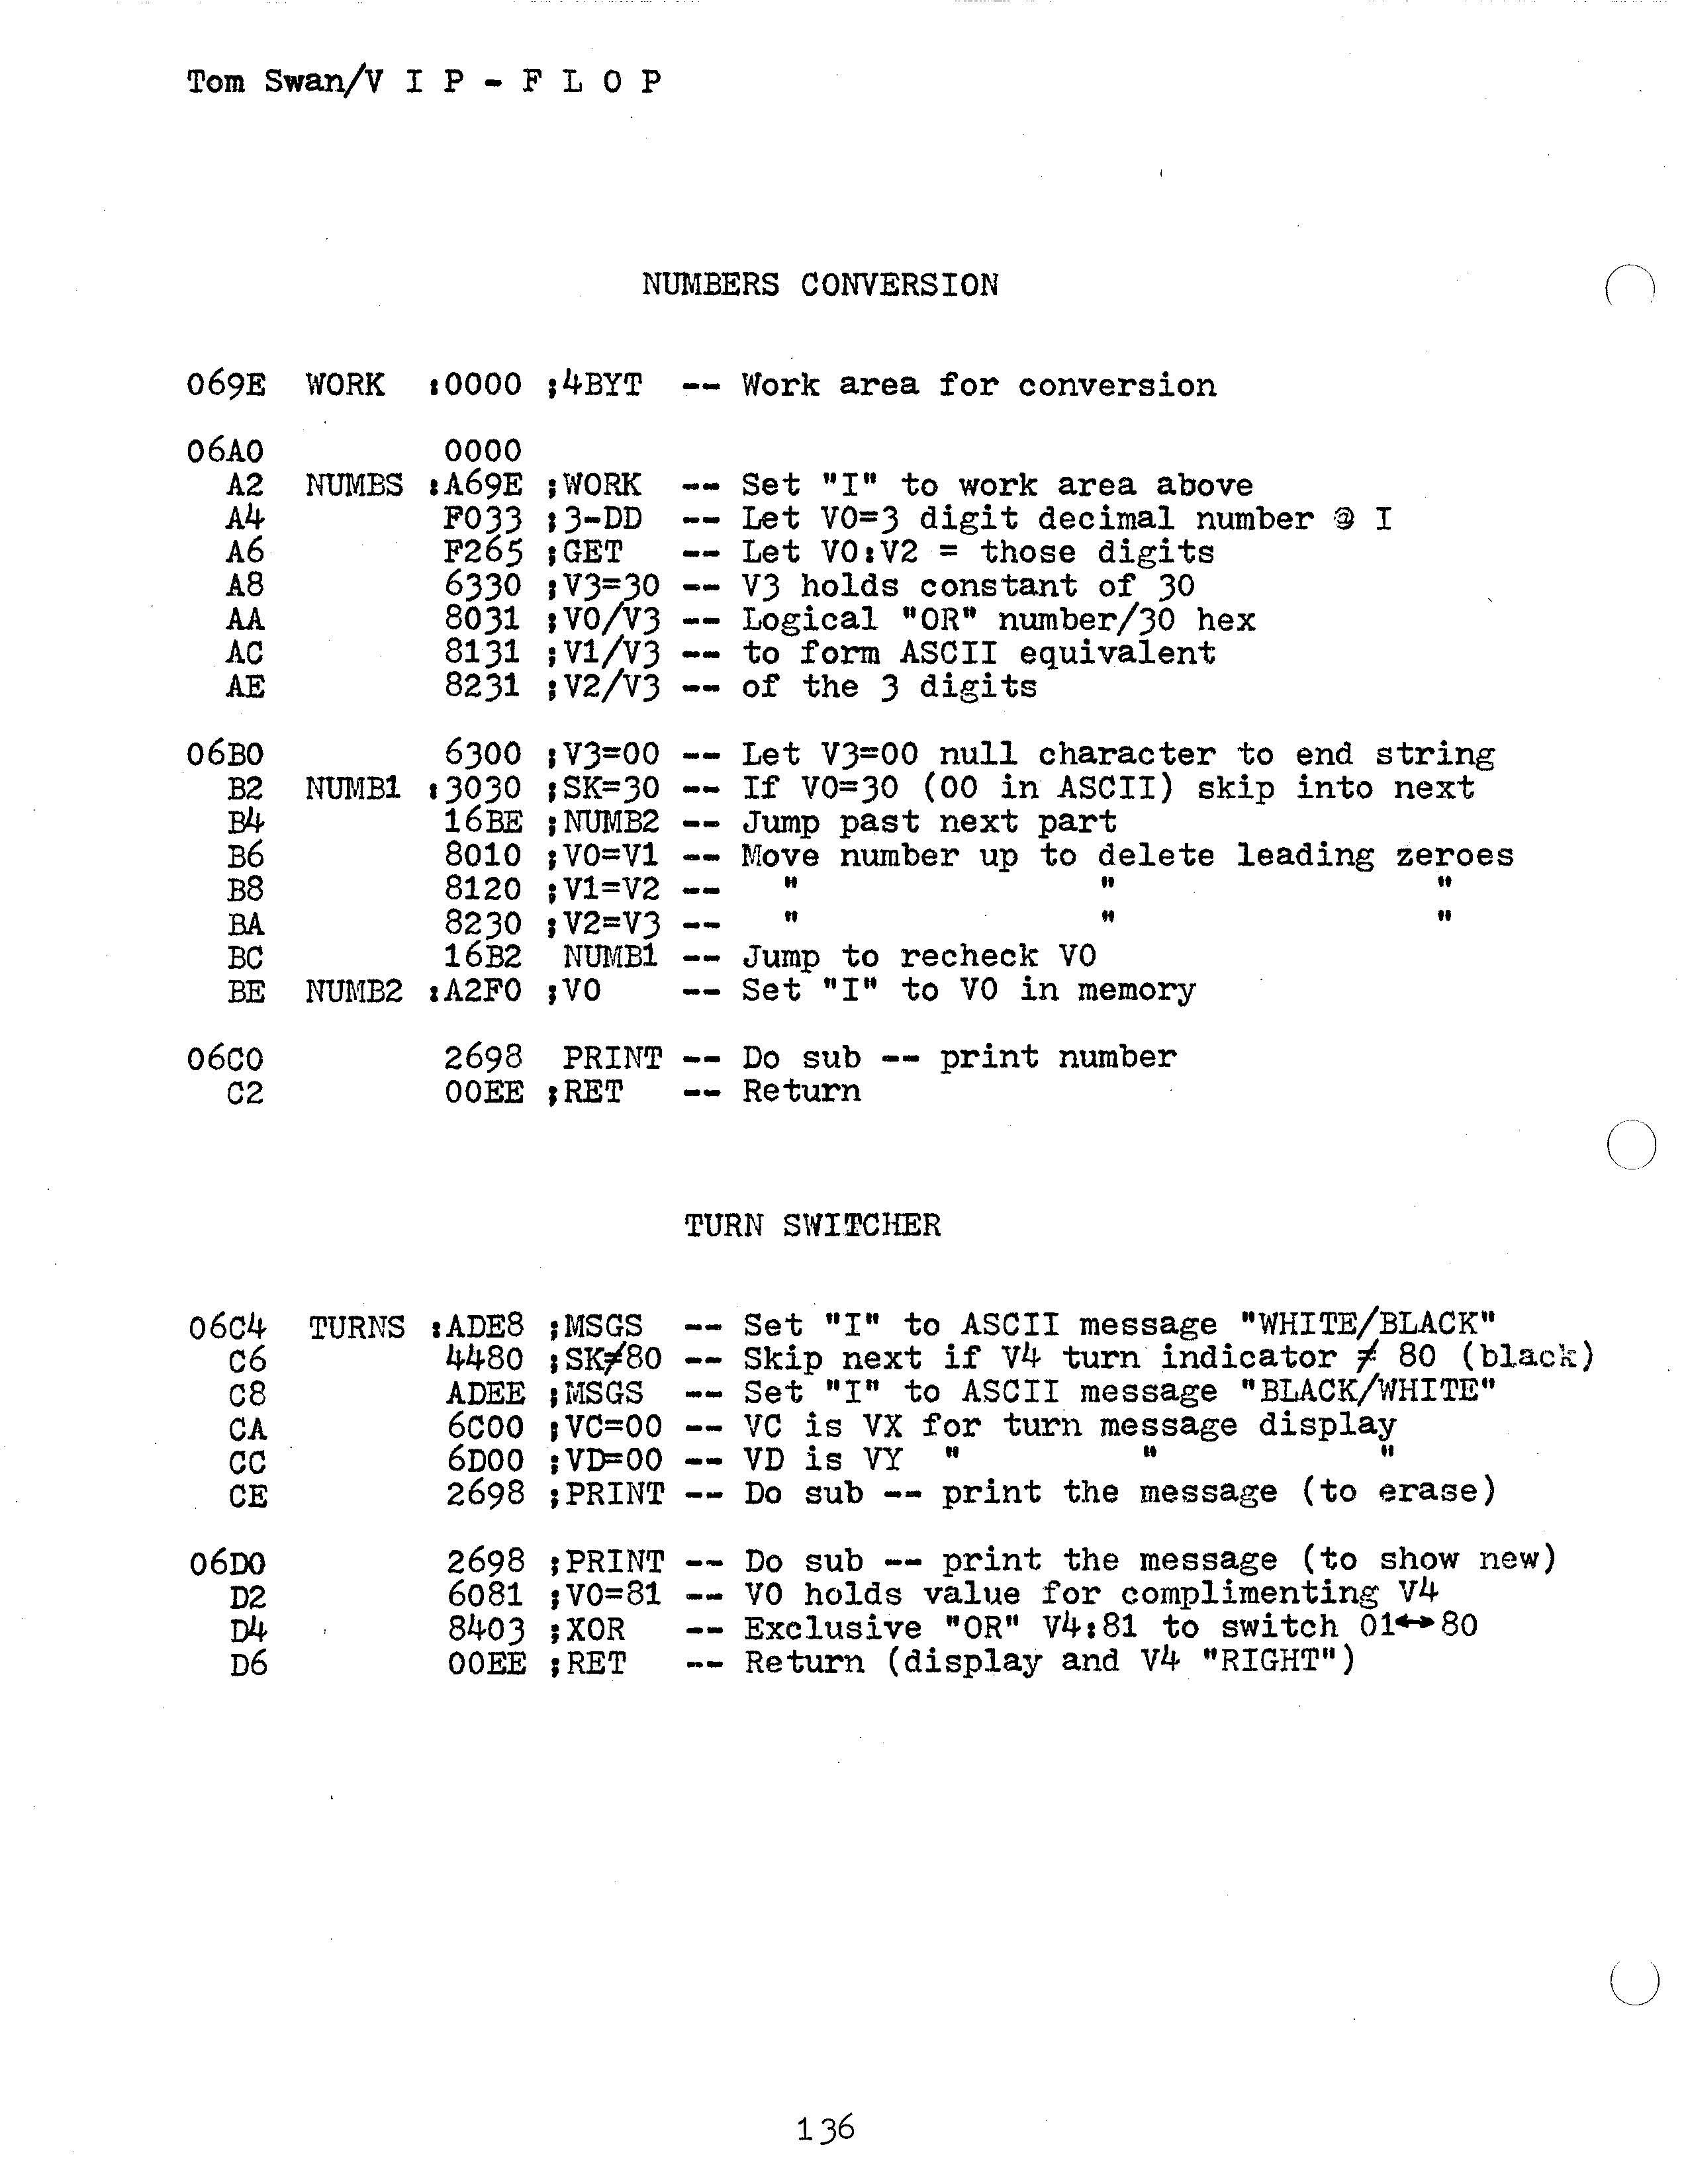 Tom Swan/V I P - F L O P
NUMBERS CONVERSION
069E WORK :0000 ;4BYT -- Work area for conversion
06A0 0000
A2 NUMBS :A69E ;WORK -- Set "I" to work area above
A4 F033 ;3-DD -- Let V0=3 digit decimal number @ I
A6 F265 ;GET -- Let V0:V2 = those digits
A8 6330 ;V3=30 -- V3 holds constant of 30
AA 8031 ;V0/V3 -- Logical "OR" number/30 hex
AC 8131 ;V1/V3 -- to form ASCII equivalent
AE 8231 ;V2/V3 -- of the 3 digits
06B0 6300 ;V3=00 -- Let V3=00 null character to end string
B2 NUMB1 :3030 ;SK=30 -- If V0=30 (00 in ASCII) skip into next
B4 16BE ;NUMB2 -- Jump past next part
B6 8010 ;V0=V1 -- Move number up to delete leading zeroes
B8 8120 ;V1=V2 -- " " "
BA 8230 ;V2=V3 -- " " "
BC 16B2 NUMB1 -- Jump to recheck V0
BE NUMB2 :A2F0 ;V0 -- Set "I" to V0 in memory
06C0 2698 PRINT -- Do sub -- print number
C2 00EE ;RET -- Return
TURN SWITCHER
06C4 TURNS :ADE8 ;MSGS -- Set "I" to ASCII message "WHITE/BLACK"
C6 4480 ;SK≠80 -- Skip next if V4 turn indicator ≠ 80 (black)
C8 ADEE ;MSGS -- Set "I" to ASCII message "BLACK/WHITE"
CA 6C00 ;VC=00 -- VC is VX for turn message display
CC 6D00 ;VD=00 -- VD is VY " " "
CE 2698 ;PRINT -- Do sub -- print the message (to erase)
06D0 2698 ;PRINT -- Do sub -- print the message (to show new)
D2 6081 ;V0=81 -- V0 holds value for complimenting V4
D4 8403 ;XOR -- Exclusive "OR" V4:81 to switch 01↔80
D6 00EE ;RET -- Return (display and V4 "RIGHT")
136